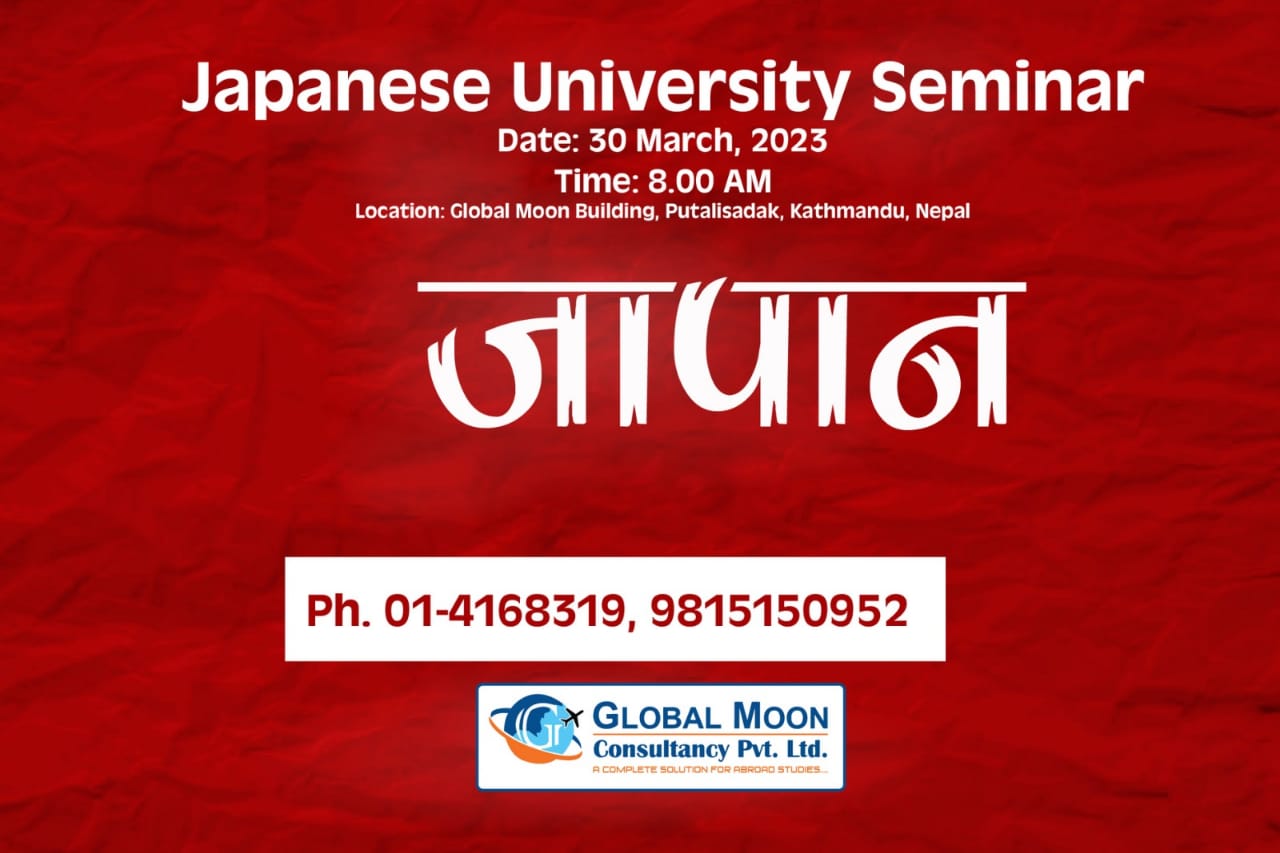 Japanese University Seminar
Date: 30 March, 2023
Time: 8.00 AM
Location: Global Moon Building, Putalisadak, Kathmandu, Nepal
जापान
Ph. 01-4168319, 9815150952
GLOBAL MOON
Consultancy Pvt. Ltd.
A COMPLETE SOLUTION FOR ABROAD STUDIES....